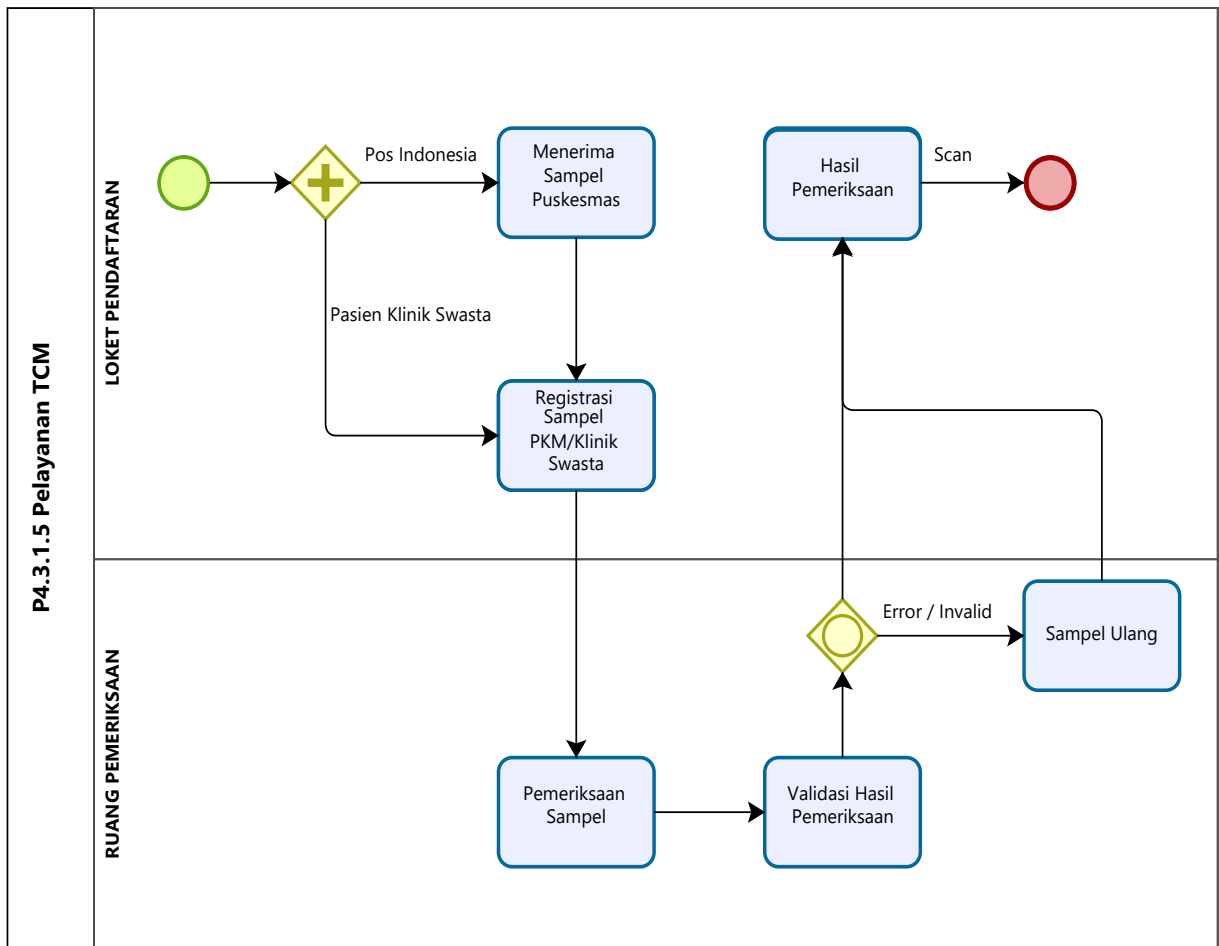 P4.3.1.5 Pelayanan TCM
LOKET PENDAFTARAN
Pos Indonesia
Menerima
Sampel
Puskesmas
Hasil
Pemeriksaan
Scan
Pasien Klinik Swasta
Registrasi
Sampel
PKM/Klinik
Swasta
RUANG PEMERIKSAAN
Error / Invalid
Sampel Ulang
Pemeriksaan
Sampel
Validasi Hasil
Pemeriksaan